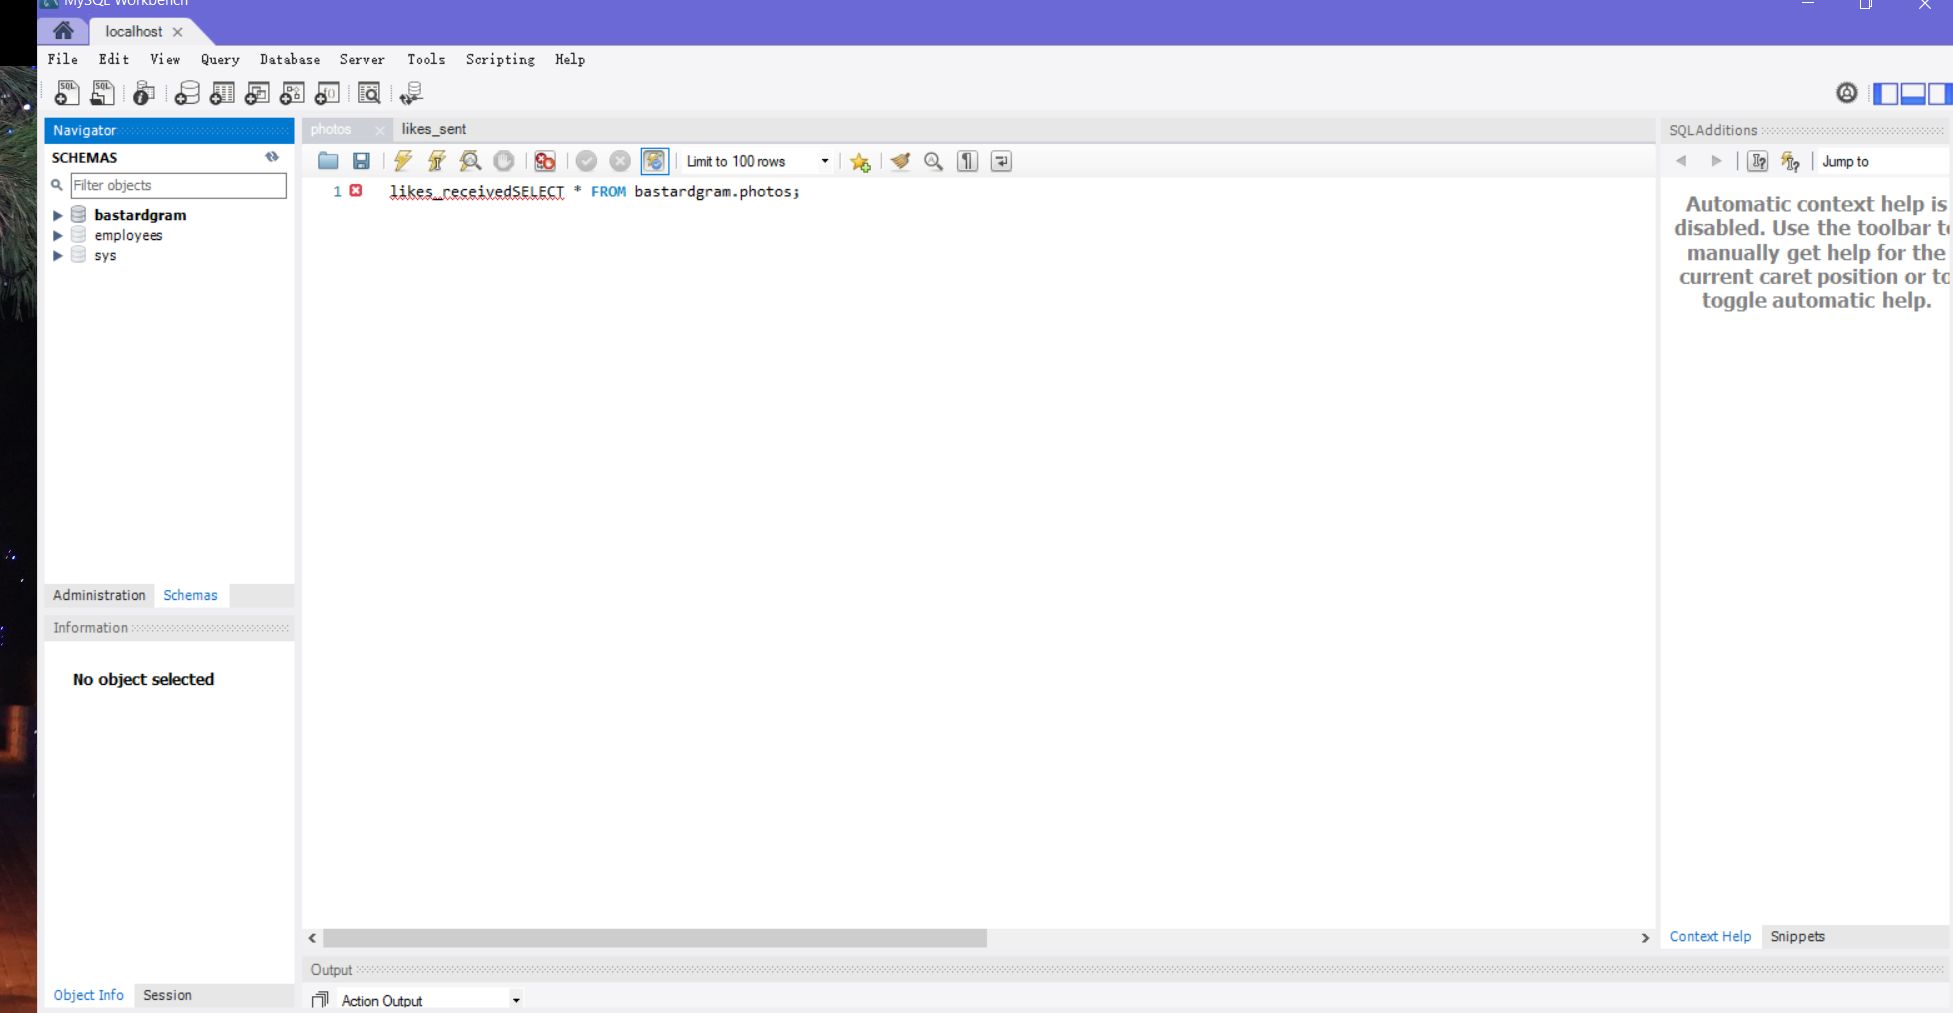 MySQL Workbench
localhost
File Edit View Query Database Server Tools Scripting Help
Navigator
SCHEMAS
Filter objects
bastardgram
employees
sys
Administration Schemas
Information
No object selected
Object Info Session
photos likes_sent
Limit to 100 rows
1 likes_receivedSELECT * FROM bastardgram.photos;
Output
Action Output
SQLAdditions
Jump to
Automatic context help is
disabled. Use the toolbar to
manually get help for the
current caret position or to
toggle automatic help.
Context Help Snippets